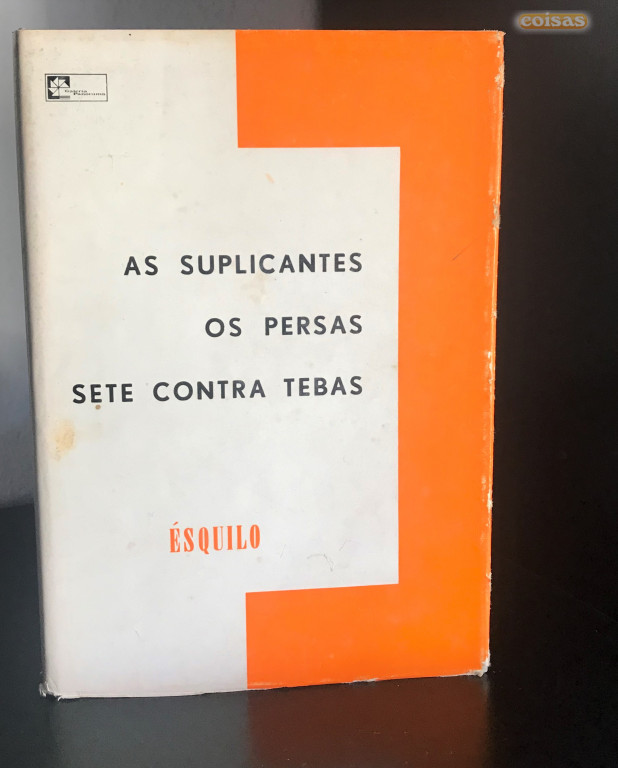 coisas
AS SUPLICANTES
OS PERSAS
SETE CONTRA TEBAS
ÉSQUILO